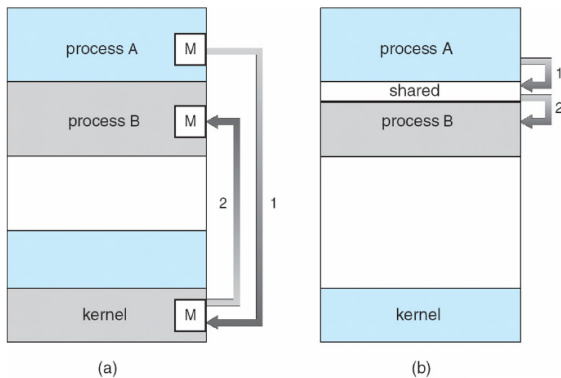 process A
M
process B
M
2
1
kernel
M
(a)
process A
1
shared
2
process B
kernel
(b)